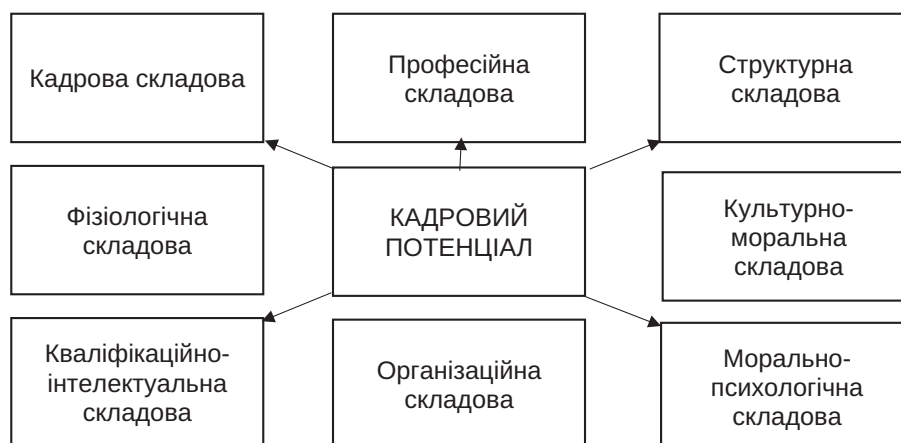 Кадрова складова
Професійна
складова
Структурна
складова
Фізіологічна
складова
КАДРОВИЙ
ПОТЕНЦІАЛ
Культурно-
моральна
складова
Кваліфікаційно-
інтелектуальна
складова
Організаційна
складова
Морально-
психологічна
складова